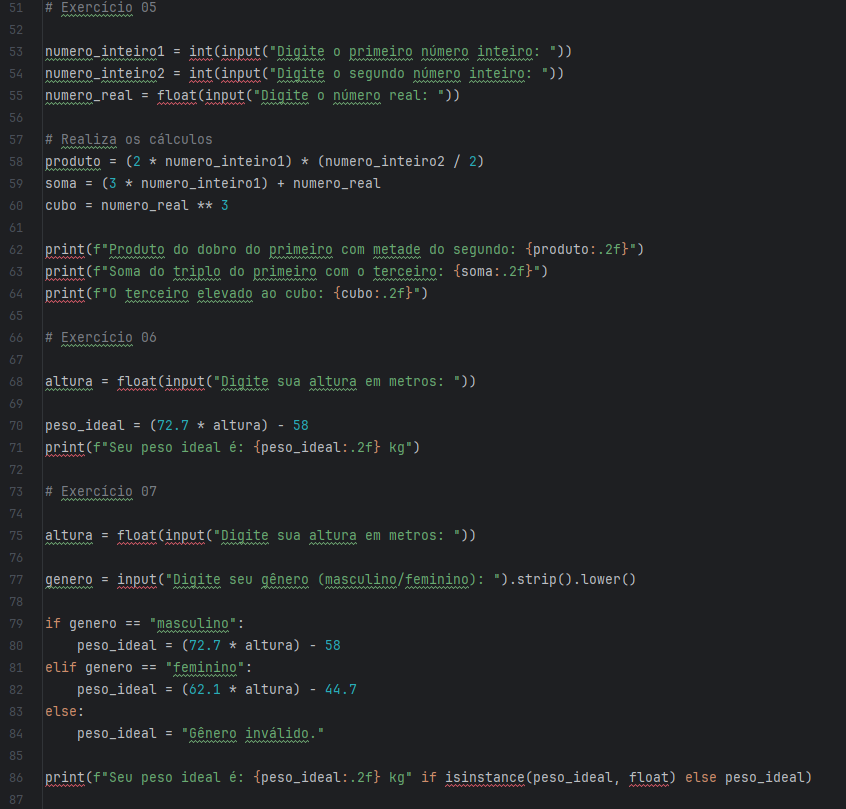 51 # Exercício 05
52
53 numero_inteiro1 = int(input("Digite o primeiro número inteiro: "))
54 numero_inteiro2 = int(input("Digite o segundo número inteiro: "))
55 numero_real = float(input("Digite o número real: "))
56
57 # Realiza os cálculos
58 produto = (2 * numero_inteiro1) * (numero_inteiro2 / 2)
59 soma = (3 * numero_inteiro1) + numero_real
60 cubo = numero_real ** 3
61
62 print(f"Produto do dobro do primeiro com metade do segundo: {produto:.2f}")
63 print(f"Soma do triplo do primeiro com o terceiro: {soma:.2f}")
64 print(f"O terceiro elevado ao cubo: {cubo:.2f}")
65
66 # Exercício 06
67
68 altura = float(input("Digite sua altura em metros: "))
69
70 peso_ideal = (72.7 * altura) - 58
71 print(f"Seu peso ideal é: {peso_ideal:.2f} kg")
72
73 # Exercício 07
74
75 altura = float(input("Digite sua altura em metros: "))
76
77 genero = input("Digite seu gênero (masculino/feminino): ").strip().lower()
78
79 if genero == "masculino":
80     peso_ideal = (72.7 * altura) - 58
81 elif genero == "feminino":
82     peso_ideal = (62.1 * altura) - 44.7
83 else:
84     peso_ideal = "Gênero inválido."
85
86 print(f"Seu peso ideal é: {peso_ideal:.2f} kg" if isinstance(peso_ideal, float) else peso_ideal)
87